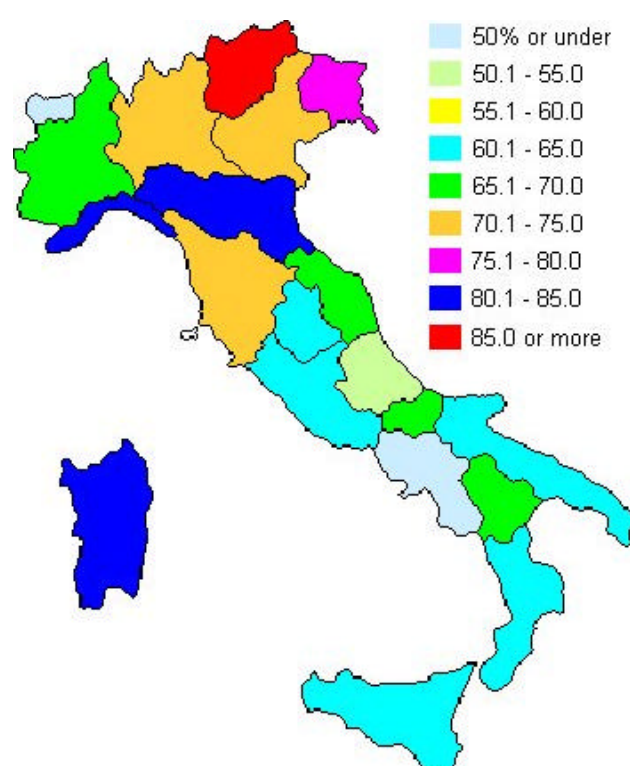 50% or under
50.1 - 55.0
55.1 - 60.0
60.1 - 65.0
65.1 - 70.0
70.1 - 75.0
75.1 - 80.0
80.1 - 85.0
85.0 or more